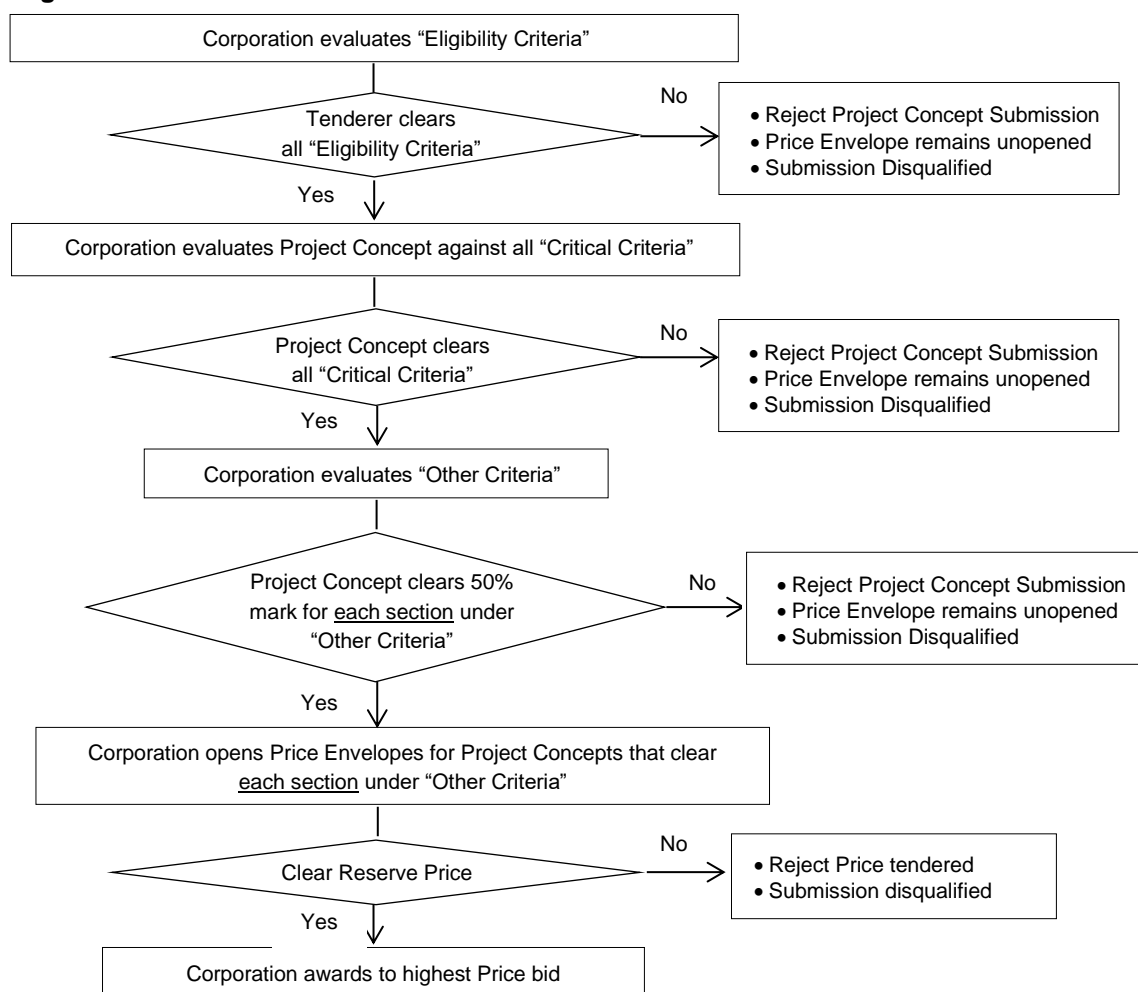 Corporation evaluates “Eligibility Criteria”
Tenderer clears
all “Eligibility Criteria”
No
• Reject Project Concept Submission
• Price Envelope remains unopened
• Submission Disqualified
Yes
Corporation evaluates Project Concept against all “Critical Criteria”
Project Concept clears
all “Critical Criteria”
No
• Reject Project Concept Submission
• Price Envelope remains unopened
• Submission Disqualified
Yes
Corporation evaluates “Other Criteria”
Project Concept clears 50%
mark for each section under
“Other Criteria”
No
• Reject Project Concept Submission
• Price Envelope remains unopened
• Submission Disqualified
Yes
Corporation opens Price Envelopes for Project Concepts that clear
each section under “Other Criteria”
Clear Reserve Price
No
• Reject Price tendered
• Submission disqualified
Yes
Corporation awards to highest Price bid